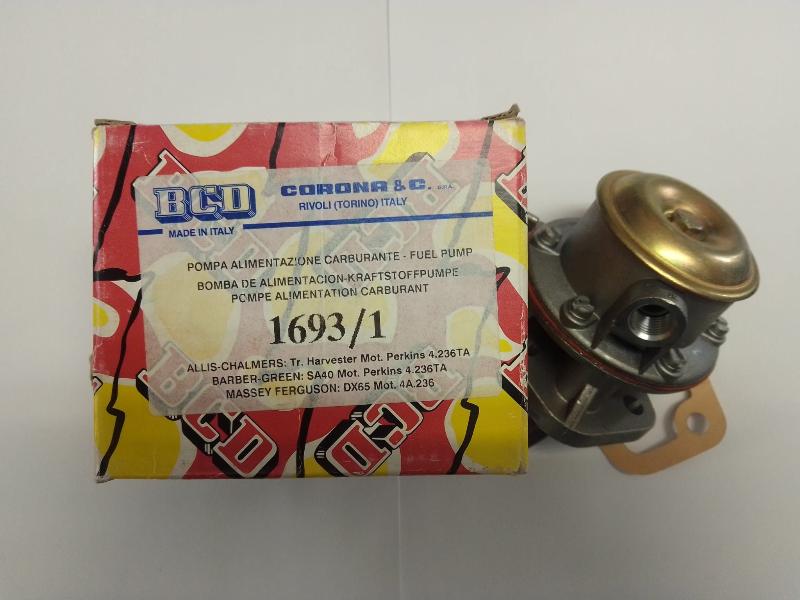 BCD
CORONA & C. S.P.A.
RIVOLI (TORINO) ITALY
MADE IN ITALY
POMPA ALIMENTAZIONE CARBURANTE - FUEL PUMP
BOMBA DE ALIMENTACION-KRAFTSTOFFPUMPE
POMPE ALIMENTATION CARBURANT
1693/1
ALLIS-CHALMERS: Tr. Harvester Mot. Perkins 4.236TA
BARBER-GREEN: SA40 Mot. Perkins 4.236TA
MASSEY FERGUSON: DX65 Mot. 4A.236
BCD
BCD